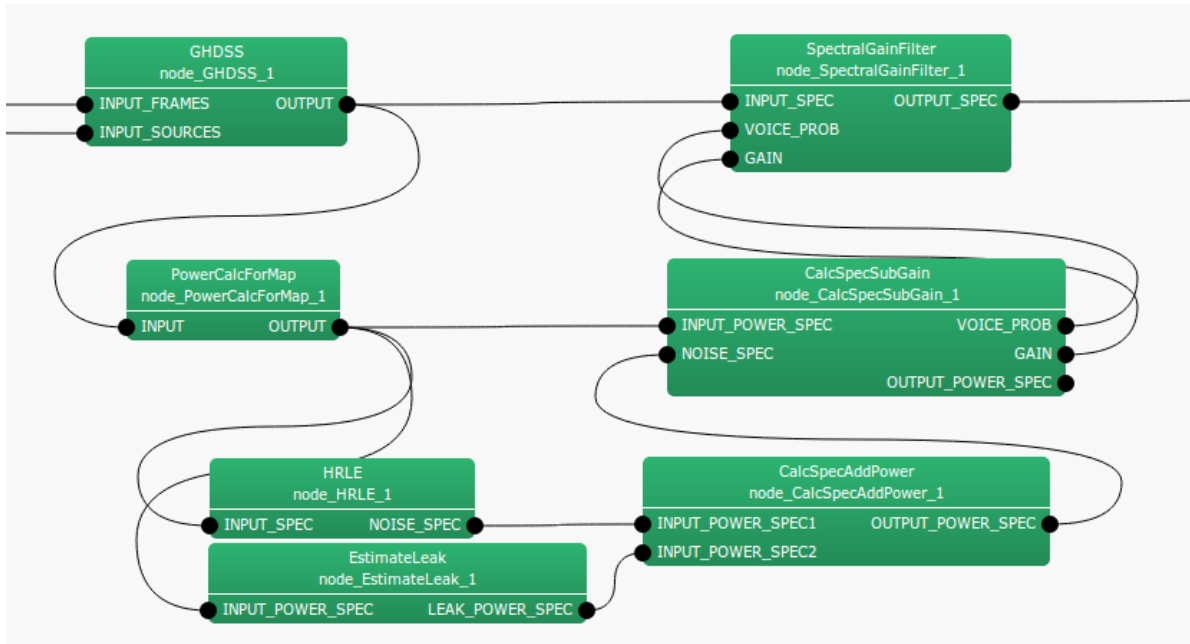 GHDSS
node_GHDSS_1
INPUT_FRAMES OUTPUT
INPUT_SOURCES
SpectralGainFilter
node_SpectralGainFilter_1
INPUT_SPEC OUTPUT_SPEC
VOICE_PROB
GAIN
PowerCalcForMap
node_PowerCalcForMap_1
INPUT OUTPUT
CalcSpecSubGain
node_CalcSpecSubGain_1
INPUT_POWER_SPEC VOICE_PROB
NOISE_SPEC GAIN
OUTPUT_POWER_SPEC
HRLE
node_HRLE_1
INPUT_SPEC NOISE_SPEC
CalcSpecAddPower
node_CalcSpecAddPower_1
INPUT_POWER_SPEC1 OUTPUT_POWER_SPEC
INPUT_POWER_SPEC2
EstimateLeak
node_EstimateLeak_1
INPUT_POWER_SPEC LEAK_POWER_SPEC